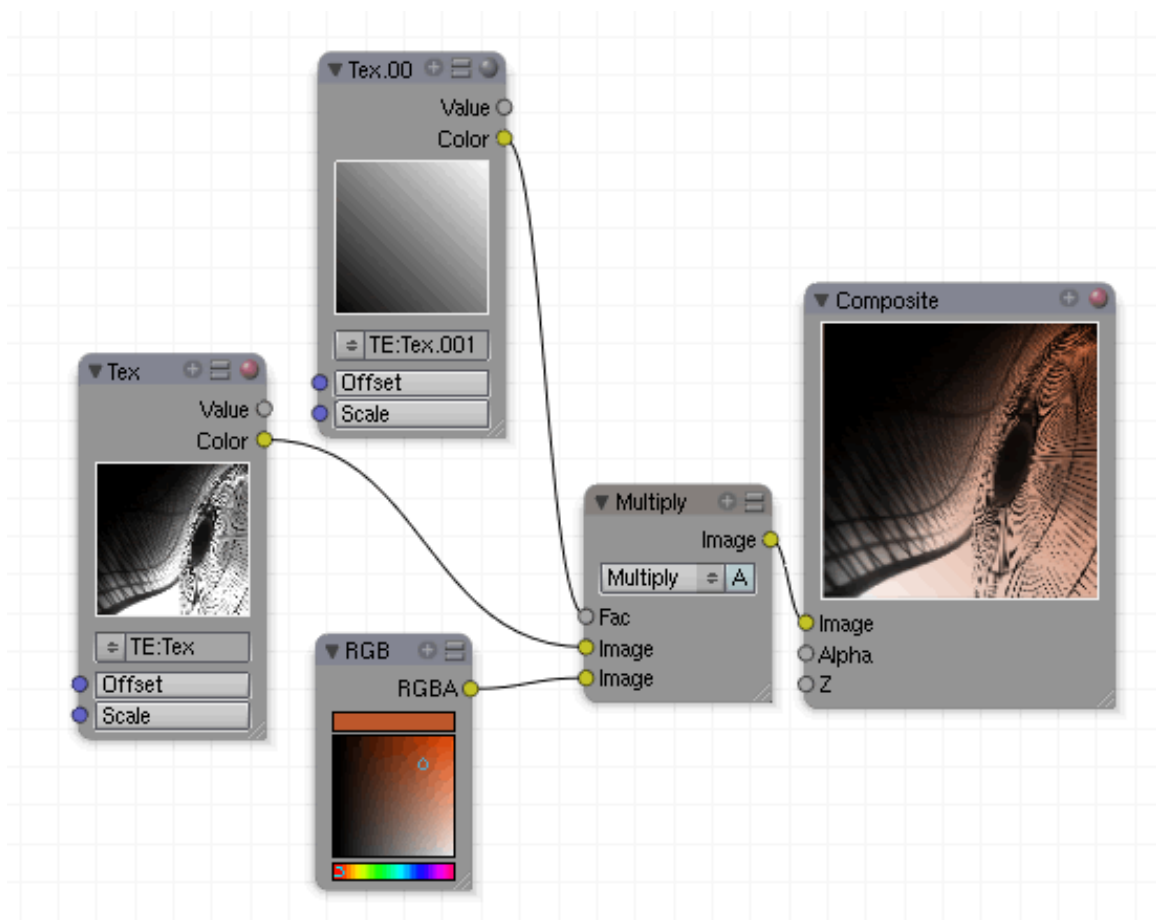 Tex.00
Value
Color
TE:Tex.001
Offset
Scale
Tex
Value
Color
TE:Tex
Offset
Scale
RGB
RGBA
Multiply
Image
Multiply
A
Fac
Image
Image
Composite
Image
Alpha
Z